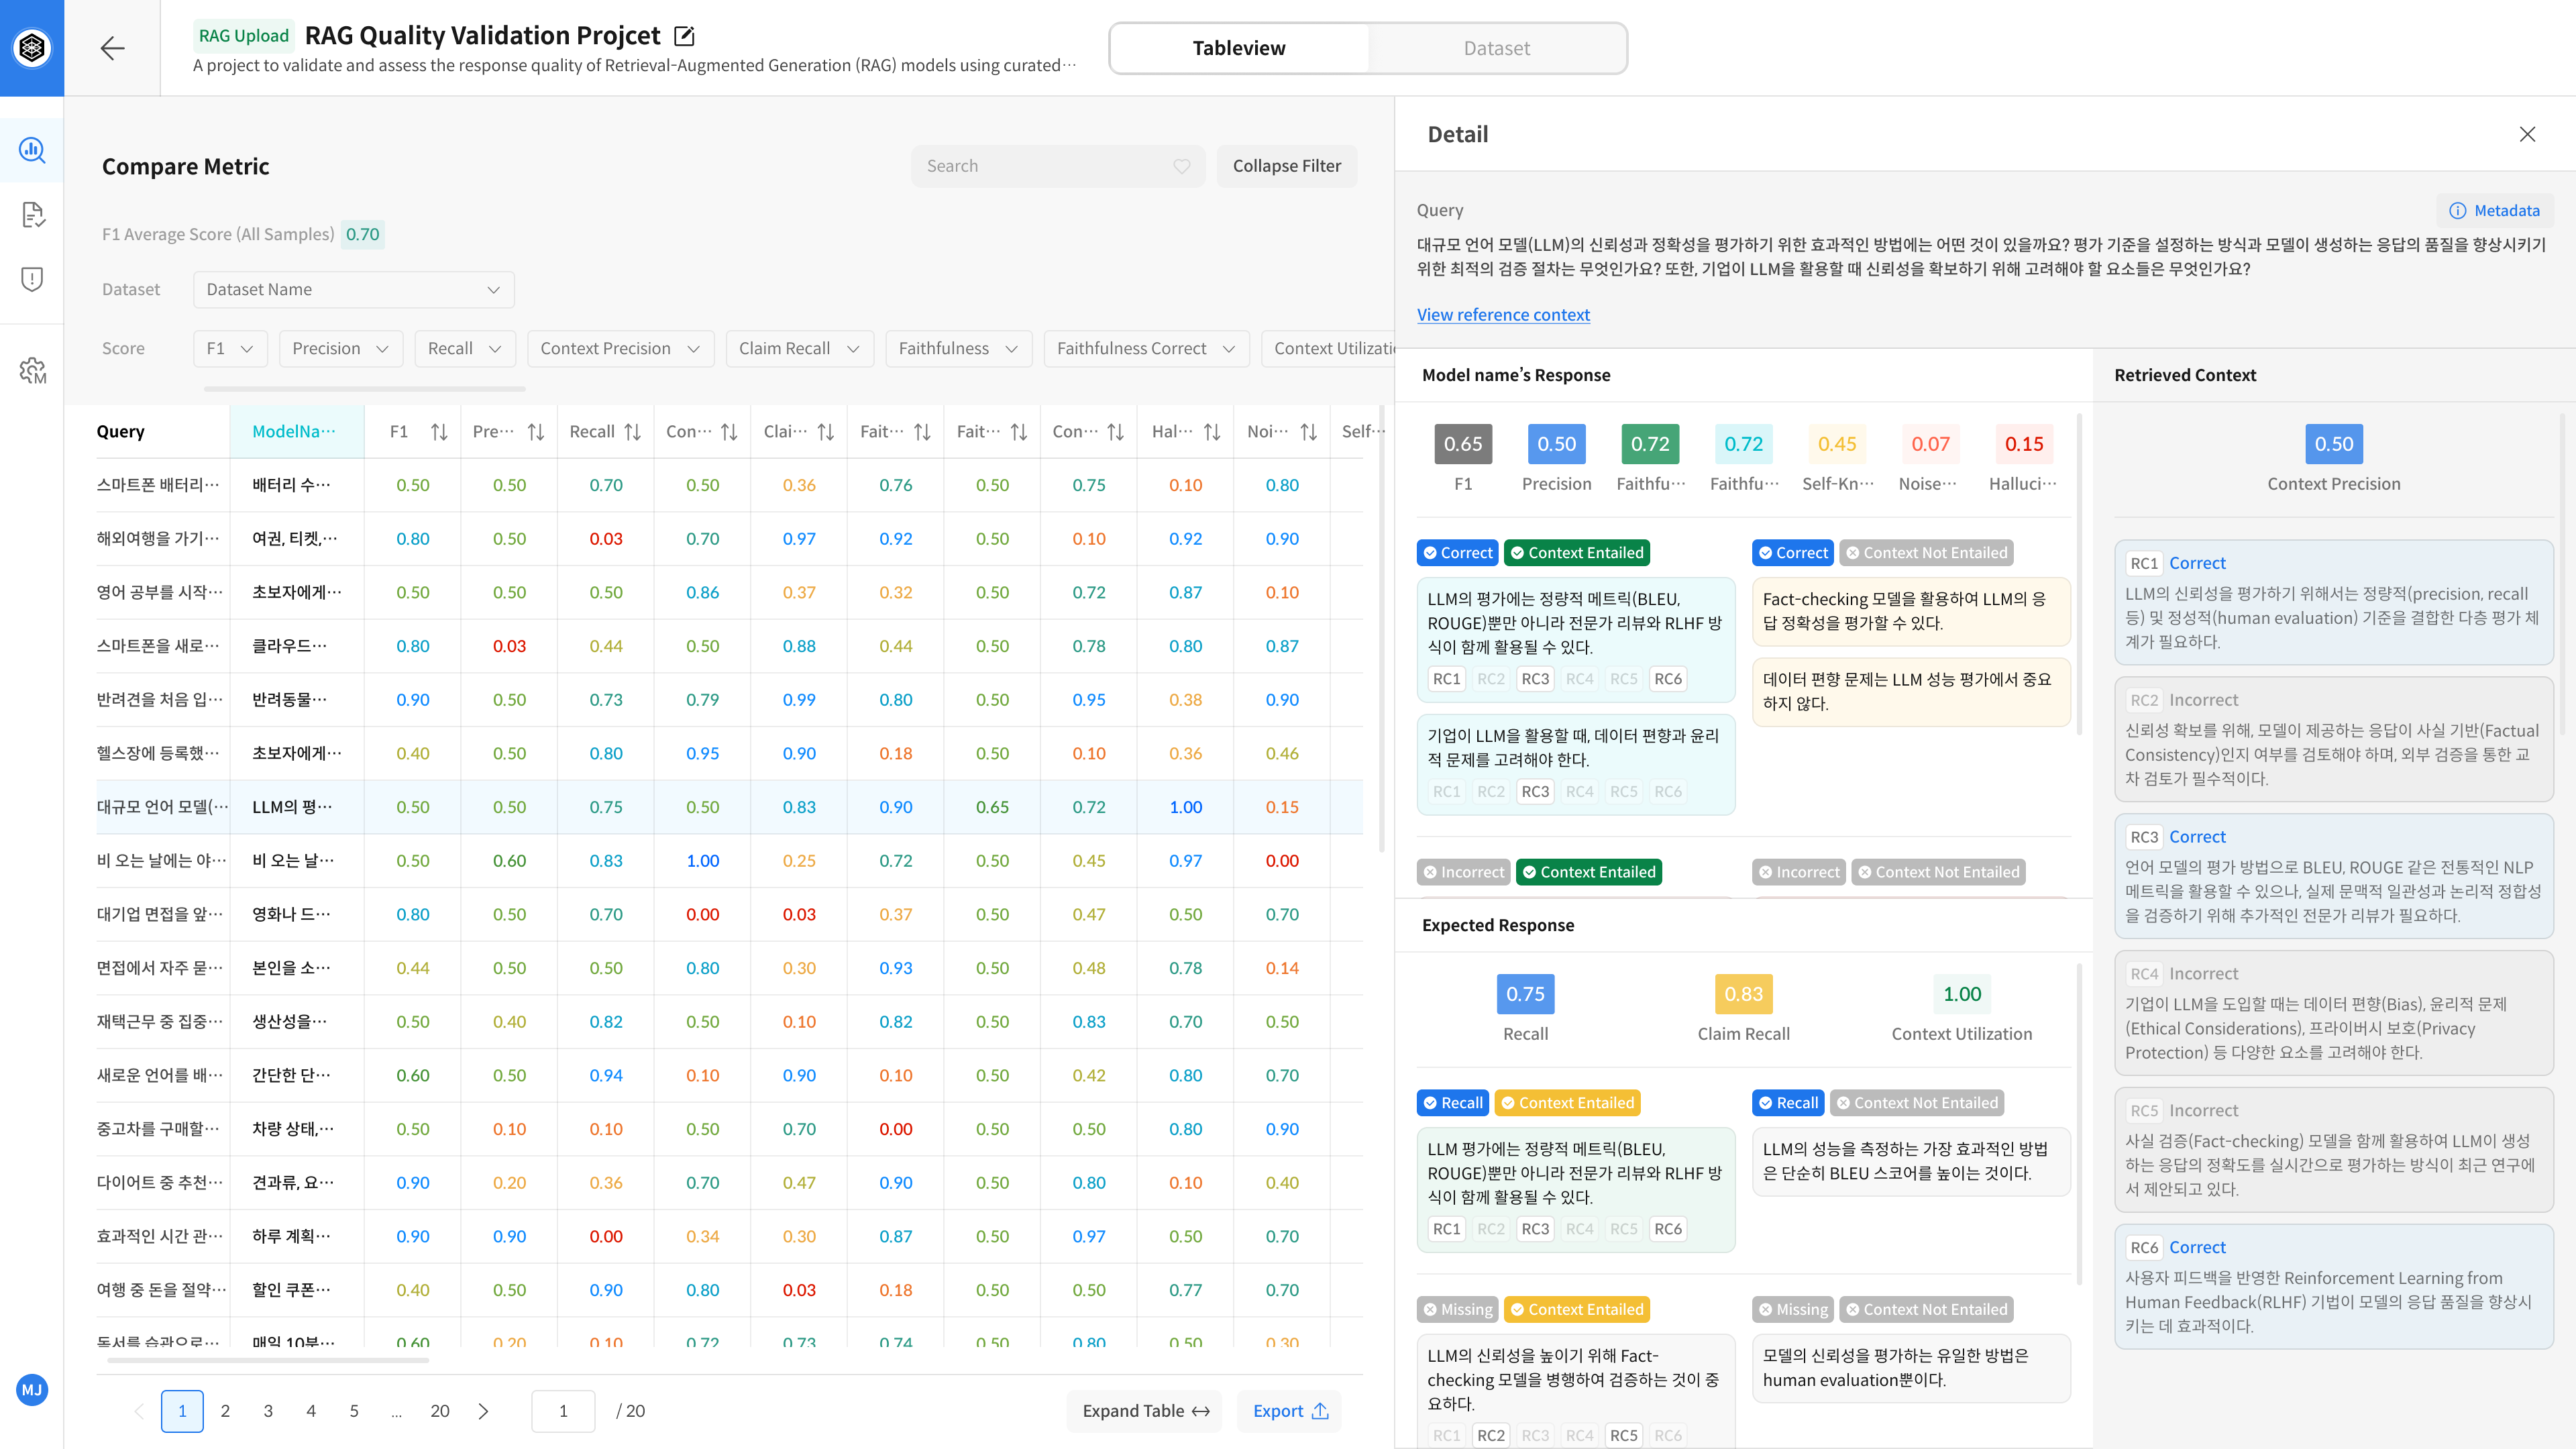 RAG Upload RAG Quality Validation Projcet
A project to validate and assess the response quality of Retrieval-Augmented Generation (RAG) models using curated···
Tableview Dataset
Compare Metric
Search
Collapse Filter
F1 Average Score (All Samples) 0.70
Dataset Dataset Name
Score F1 Precision Recall Context Precision Claim Recall Faithfulness Faithfulness Correct Context Utilizati
Query ModelNa··· F1 Pre··· Recall Con··· Clai··· Fait··· Fait··· Con··· Hal··· Noi··· Self···
스마트폰 배터리··· 배터리 수··· 0.50 0.50 0.70 0.50 0.36 0.76 0.50 0.75 0.10 0.80
해외여행을 가기··· 여권, 티켓,··· 0.80 0.50 0.03 0.70 0.97 0.92 0.50 0.10 0.92 0.90
영어 공부를 시작··· 초보자에게··· 0.50 0.50 0.50 0.86 0.37 0.32 0.50 0.72 0.87 0.10
스마트폰을 새로··· 클라우드··· 0.80 0.03 0.44 0.50 0.88 0.44 0.50 0.78 0.80 0.87
반려견을 처음 입··· 반려동물··· 0.90 0.50 0.73 0.79 0.99 0.80 0.50 0.95 0.38 0.90
헬스장에 등록했··· 초보자에게··· 0.40 0.50 0.80 0.95 0.90 0.18 0.50 0.10 0.36 0.46
대규모 언어 모델(··· LLM의 평··· 0.50 0.50 0.75 0.50 0.83 0.90 0.65 0.72 1.00 0.15
비 오는 날에는 야··· 비 오는 날··· 0.50 0.60 0.83 1.00 0.25 0.72 0.50 0.45 0.97 0.00
대기업 면접을 앞··· 영화나 드··· 0.80 0.50 0.70 0.00 0.03 0.37 0.50 0.47 0.50 0.70
면접에서 자주 묻··· 본인을 소··· 0.44 0.50 0.50 0.80 0.30 0.93 0.50 0.48 0.78 0.14
재택근무 중 집중··· 생산성을··· 0.50 0.40 0.82 0.50 0.10 0.82 0.50 0.83 0.70 0.50
새로운 언어를 배··· 간단한 단··· 0.60 0.50 0.94 0.10 0.90 0.10 0.50 0.42 0.80 0.70
중고차를 구매할··· 차량 상태,··· 0.50 0.10 0.10 0.50 0.70 0.00 0.50 0.50 0.80 0.90
다이어트 중 추천··· 견과류, 요··· 0.90 0.20 0.36 0.70 0.47 0.90 0.50 0.80 0.10 0.40
효과적인 시간 관··· 하루 계획··· 0.90 0.90 0.00 0.34 0.30 0.87 0.50 0.97 0.50 0.70
여행 중 돈을 절약··· 할인 쿠폰··· 0.40 0.50 0.90 0.80 0.03 0.18 0.50 0.50 0.77 0.70
독서를 습관으로··· 매일 10분··· 0.60 0.20 0.10 0.72 0.73 0.74 0.50 0.80 0.50 0.30
1 2 3 4 5 ... 20 1 / 20
Expand Table Export
M
MJ
Detail
Query
Metadata
대규모 언어 모델(LLM)의 신뢰성과 정확성을 평가하기 위한 효과적인 방법에는 어떤 것이 있을까요? 평가 기준을 설정하는 방식과 모델이 생성하는 응답의 품질을 향상시키기
위한 최적의 검증 절차는 무엇인가요? 또한, 기업이 LLM을 활용할 때 신뢰성을 확보하기 위해 고려해야 할 요소들은 무엇인가요?
View reference context
Model name's Response
0.65 0.50 0.72 0.72 0.45 0.07 0.15
F1 Precision Faithfu··· Faithfu··· Self-Kn··· Noise··· Halluci···
Correct Context Entailed
LLM의 평가에는 정량적 메트릭(BLEU,
ROUGE)뿐만 아니라 전문가 리뷰와 RLHF 방
식이 함께 활용될 수 있다.
RC1 RC2 RC3 RC4 RC5 RC6
기업이 LLM을 활용할 때, 데이터 편향과 윤리
적 문제를 고려해야 한다.
RC1 RC2 RC3 RC4 RC5 RC6
Correct Context Not Entailed
Fact-checking 모델을 활용하여 LLM의 응
답 정확성을 평가할 수 있다.
데이터 편향 문제는 LLM 성능 평가에서 중요
하지 않다.
Incorrect Context Entailed
Incorrect Context Not Entailed
Expected Response
0.75 0.83 1.00
Recall Claim Recall Context Utilization
Recall Context Entailed
LLM 평가에는 정량적 메트릭(BLEU,
ROUGE)뿐만 아니라 전문가 리뷰와 RLHF 방
식이 함께 활용될 수 있다.
RC1 RC2 RC3 RC4 RC5 RC6
Recall Context Not Entailed
LLM의 성능을 측정하는 가장 효과적인 방법
은 단순히 BLEU 스코어를 높이는 것이다.
Missing Context Entailed
LLM의 신뢰성을 높이기 위해 Fact-
checking 모델을 병행하여 검증하는 것이 중
요하다.
RC1 RC2 RC3 RC4 RC5 RC6
Missing Context Not Entailed
모델의 신뢰성을 평가하는 유일한 방법은
human evaluation뿐이다.
Retrieved Context
0.50
Context Precision
RC1 Correct
LLM의 신뢰성을 평가하기 위해서는 정량적(precision, recall
등) 및 정성적(human evaluation) 기준을 결합한 다층 평가 체
계가 필요하다.
RC2 Incorrect
신뢰성 확보를 위해, 모델이 제공하는 응답이 사실 기반(Factual
Consistency)인지 여부를 검토해야 하며, 외부 검증을 통한 교
차 검토가 필수적이다.
RC3 Correct
언어 모델의 평가 방법으로 BLEU, ROUGE 같은 전통적인 NLP
메트릭을 활용할 수 있으나, 실제 문맥적 일관성과 논리적 정합성
을 검증하기 위해 추가적인 전문가 리뷰가 필요하다.
RC4 Incorrect
기업이 LLM을 도입할 때는 데이터 편향(Bias), 윤리적 문제
(Ethical Considerations), 프라이버시 보호(Privacy
Protection) 등 다양한 요소를 고려해야 한다.
RC5 Incorrect
사실 검증(Fact-checking) 모델을 함께 활용하여 LLM이 생성
하는 응답의 정확도를 실시간으로 평가하는 방식이 최근 연구에
서 제안되고 있다.
RC6 Correct
사용자 피드백을 반영한 Reinforcement Learning from
Human Feedback(RLHF) 기법이 모델의 응답 품질을 향상시
키는 데 효과적이다.